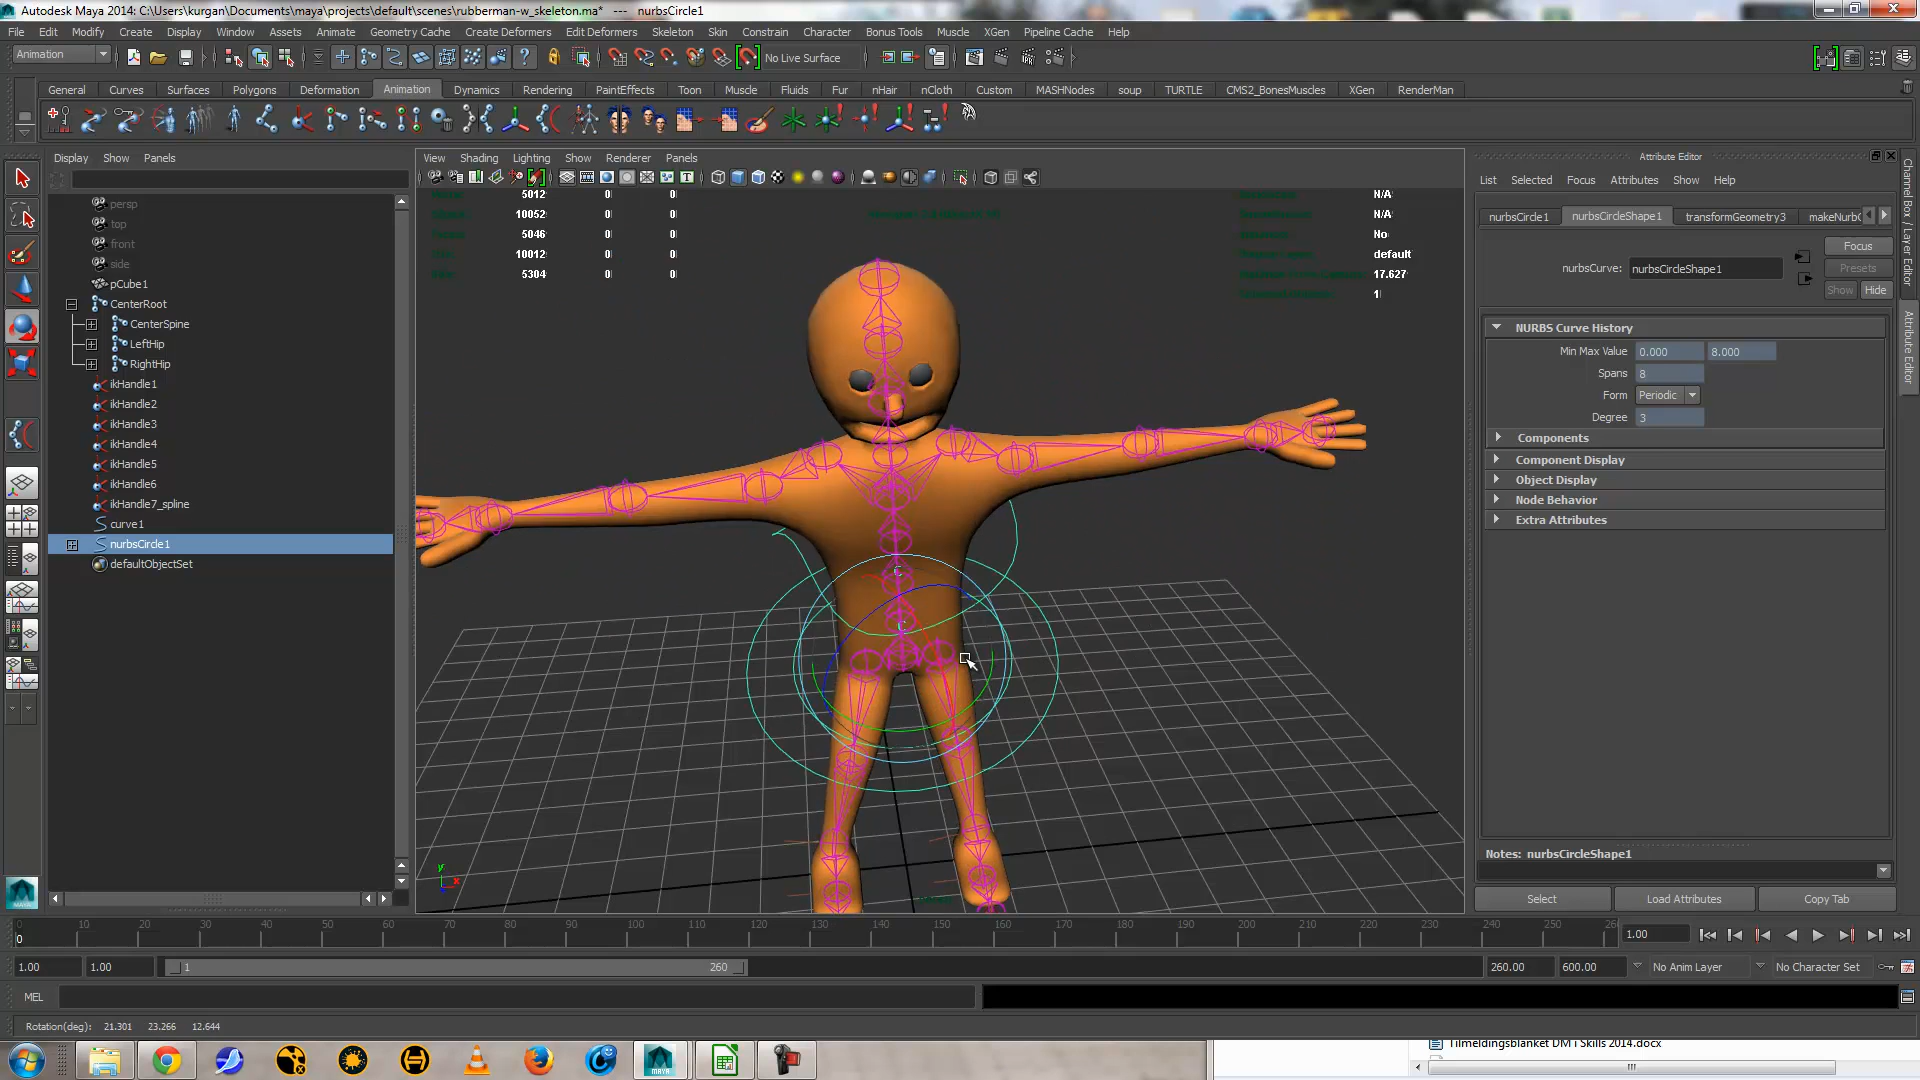 Autodesk Maya 2014: C:\Users\kurgan\Documents\maya\projects\default\scenes\rubberman-w_skeleton.ma* --- nurbsCircle1
File Edit Modify Create Display Window Assets Animate Geometry Cache Create Deformers Edit Deformers Skeleton Skin Constrain Character Bonus Tools Muscle XGen Pipeline Cache Help
Animation No Live Surface
General Curves Surfaces Polygons Deformation Animation Dynamics Rendering PaintEffects Toon Muscle Fluids Fur nHair nCloth Custom MASHNodes soup TURTLE CMS2_BonesMuscles XGen RenderMan
Display Show Panels
View Shading Lighting Show Renderer Panels
Attribute Editor
List Selected Focus Attributes Show Help
persp
top
front
side
pCube1
CenterRoot
CenterSpine
LeftHip
RightHip
ikHandle1
ikHandle2
ikHandle3
ikHandle4
ikHandle5
ikHandle6
ikHandle7_spline
curve1
nurbsCircle1
defaultObjectSet
5012 0 0
10052 0 0
5046 0 0
10012 0 0
5304 0 0
N/A
N/A
No
default
17.627
1
nurbsCircle1 nurbsCircleShape1 transformGeometry3 makeNurbC
Focus
nurbsCurve: nurbsCircleShape1
Presets
Show Hide
NURBS Curve History
Min Max Value 0.000 8.000
Spans 8
Form Periodic
Degree 3
Components
Component Display
Object Display
Node Behavior
Extra Attributes
Notes: nurbsCircleShape1
Select Load Attributes Copy Tab
Channel Box / Layer Editor
Attribute Editor
y
x
0 10 20 30 40 50 60 70 80 90 100 110 120 130 140 150 160 170 180 190 200 210 220 230 240 250 26
0
1.00
1.00 1.00 1 260 260.00 600.00 No Anim Layer No Character Set
MEL
Rotation(deg): 21.301 23.266 12.644
MAYA
Tilmeldingsblanket DM i Skills 2014.docx